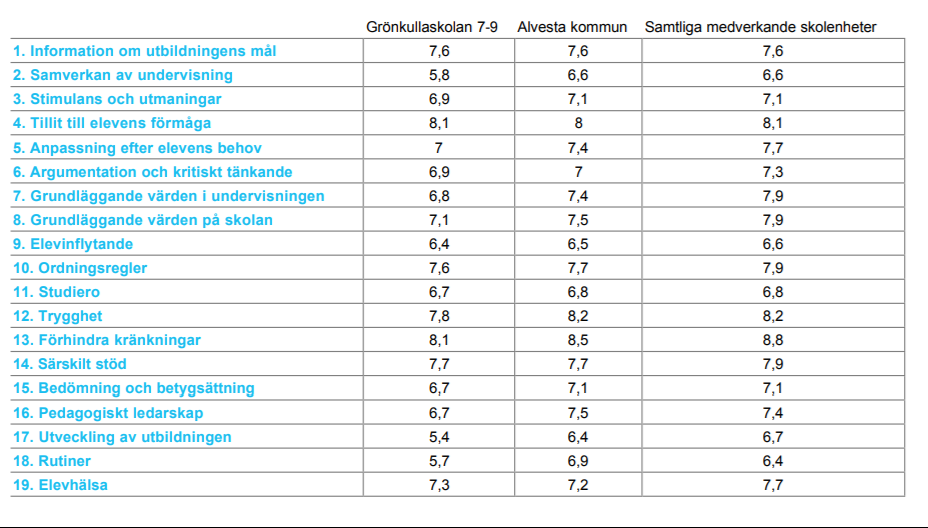 Grönkullaskolan 7-9 Alvesta kommun Samtliga medverkande skolenheter
1. Information om utbildningens mål 7,6 7,6 7,6
2. Samverkan av undervisning 5,8 6,6 6,6
3. Stimulans och utmaningar 6,9 7,1 7,1
4. Tillit till elevens förmåga 8,1 8 8,1
5. Anpassning efter elevens behov 7 7,4 7,7
6. Argumentation och kritiskt tänkande 6,9 7 7,3
7. Grundläggande värden i undervisningen 6,8 7,4 7,9
8. Grundläggande värden på skolan 7,1 7,5 7,9
9. Elevinflytande 6,4 6,5 6,6
10. Ordningsregler 7,6 7,7 7,9
11. Studiero 6,7 6,8 6,8
12. Trygghet 7,8 8,2 8,2
13. Förhindra kränkningar 8,1 8,5 8,8
14. Särskilt stöd 7,7 7,7 7,9
15. Bedömning och betygsättning 6,7 7,1 7,1
16. Pedagogiskt ledarskap 6,7 7,5 7,4
17. Utveckling av utbildningen 5,4 6,4 6,7
18. Rutiner 5,7 6,9 6,4
19. Elevhälsa 7,3 7,2 7,7